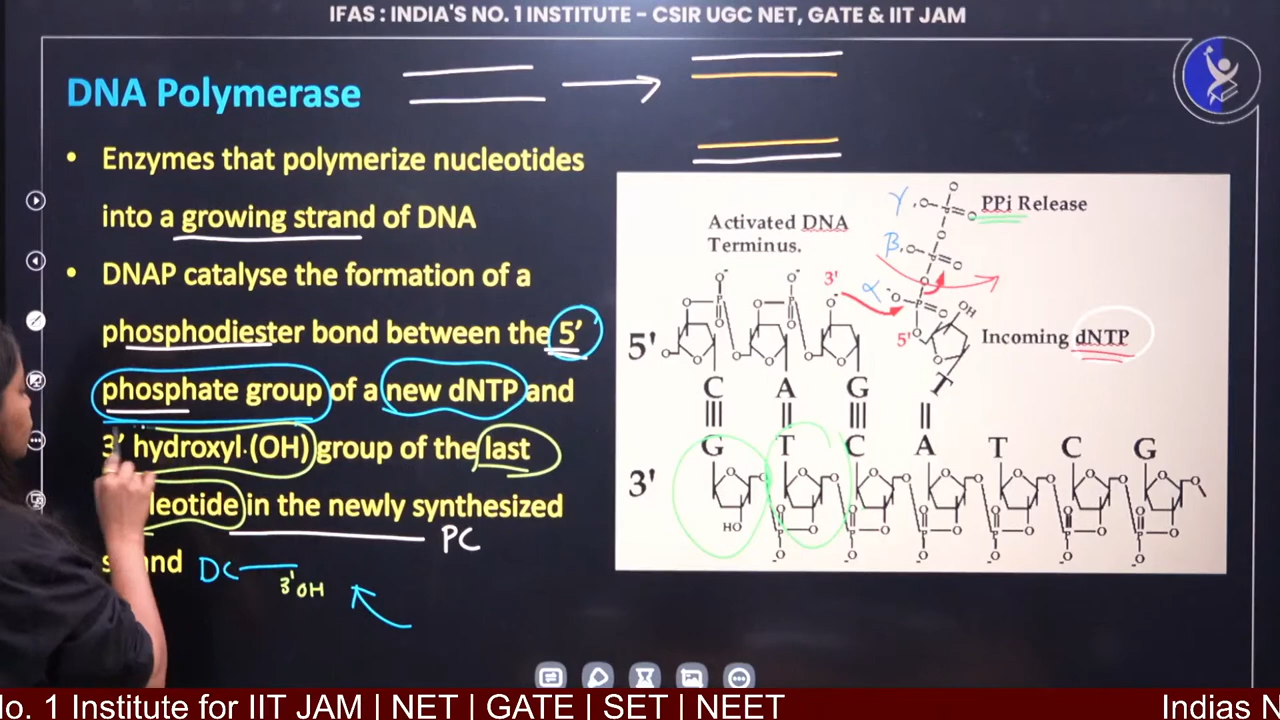 IFAS : INDIA'S NO. 1 INSTITUTE - CSIR UGC NET, GATE & IIT JAM
DNA Polymerase
• Enzymes that polymerize nucleotides
into a growing strand of DNA
• DNAP catalyse the formation of a
phosphodiester bond between the 5'
phosphate group of a new dNTP and
3' hydroxyl (OH) group of the last
leotide in the newly synthesized
PC
DC
3'OH
Activated DNA
Terminus.
PPi Release
γ
β
α
3'
5'
OH
Incoming dNTP
5'
C A G T
G T C A T C G
3'
HO
No. 1 Institute for IIT JAM | NET | GATE | SET | NEET
Indias N